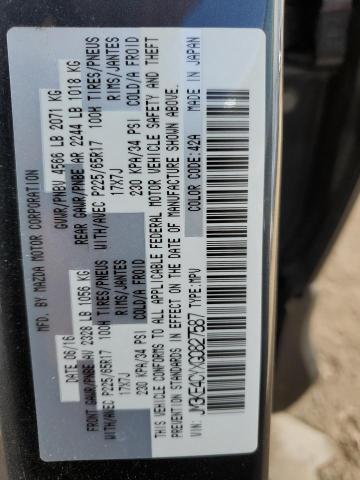 MFD BY MAZDA MOTOR CORPORATION
DATE 06/16 GVWR/PNBV 4566 LB 2071 KG
FRONT GAWR/PNBE AV 2328 LB 1056 KG REAR GAWR/PNBE AR 2244 LB 1018 KG
WITH/AVEC P225/65R17 100H TIRES/PNEUS WITH/AVEC P225/65R17 100H TIRES/PNEUS
17X7J RIMS/JANTES 17X7J RIMS/JANTES
230 KPA/34 PSI COLD/A FROID 230 KPA/34 PSI COLD/A FROID
THIS VEHICLE CONFORMS TO ALL APPLICABLE FEDERAL MOTOR VEHICLE SAFETY AND THEFT
PREVENTION STANDARDS IN EFFECT ON THE DATE OF MANUFACTURE SHOWN ABOVE.
VIN: JM3KE4CYXG0827587 TYPE:MPV COLOR CODE:42A MADE IN JAPAN